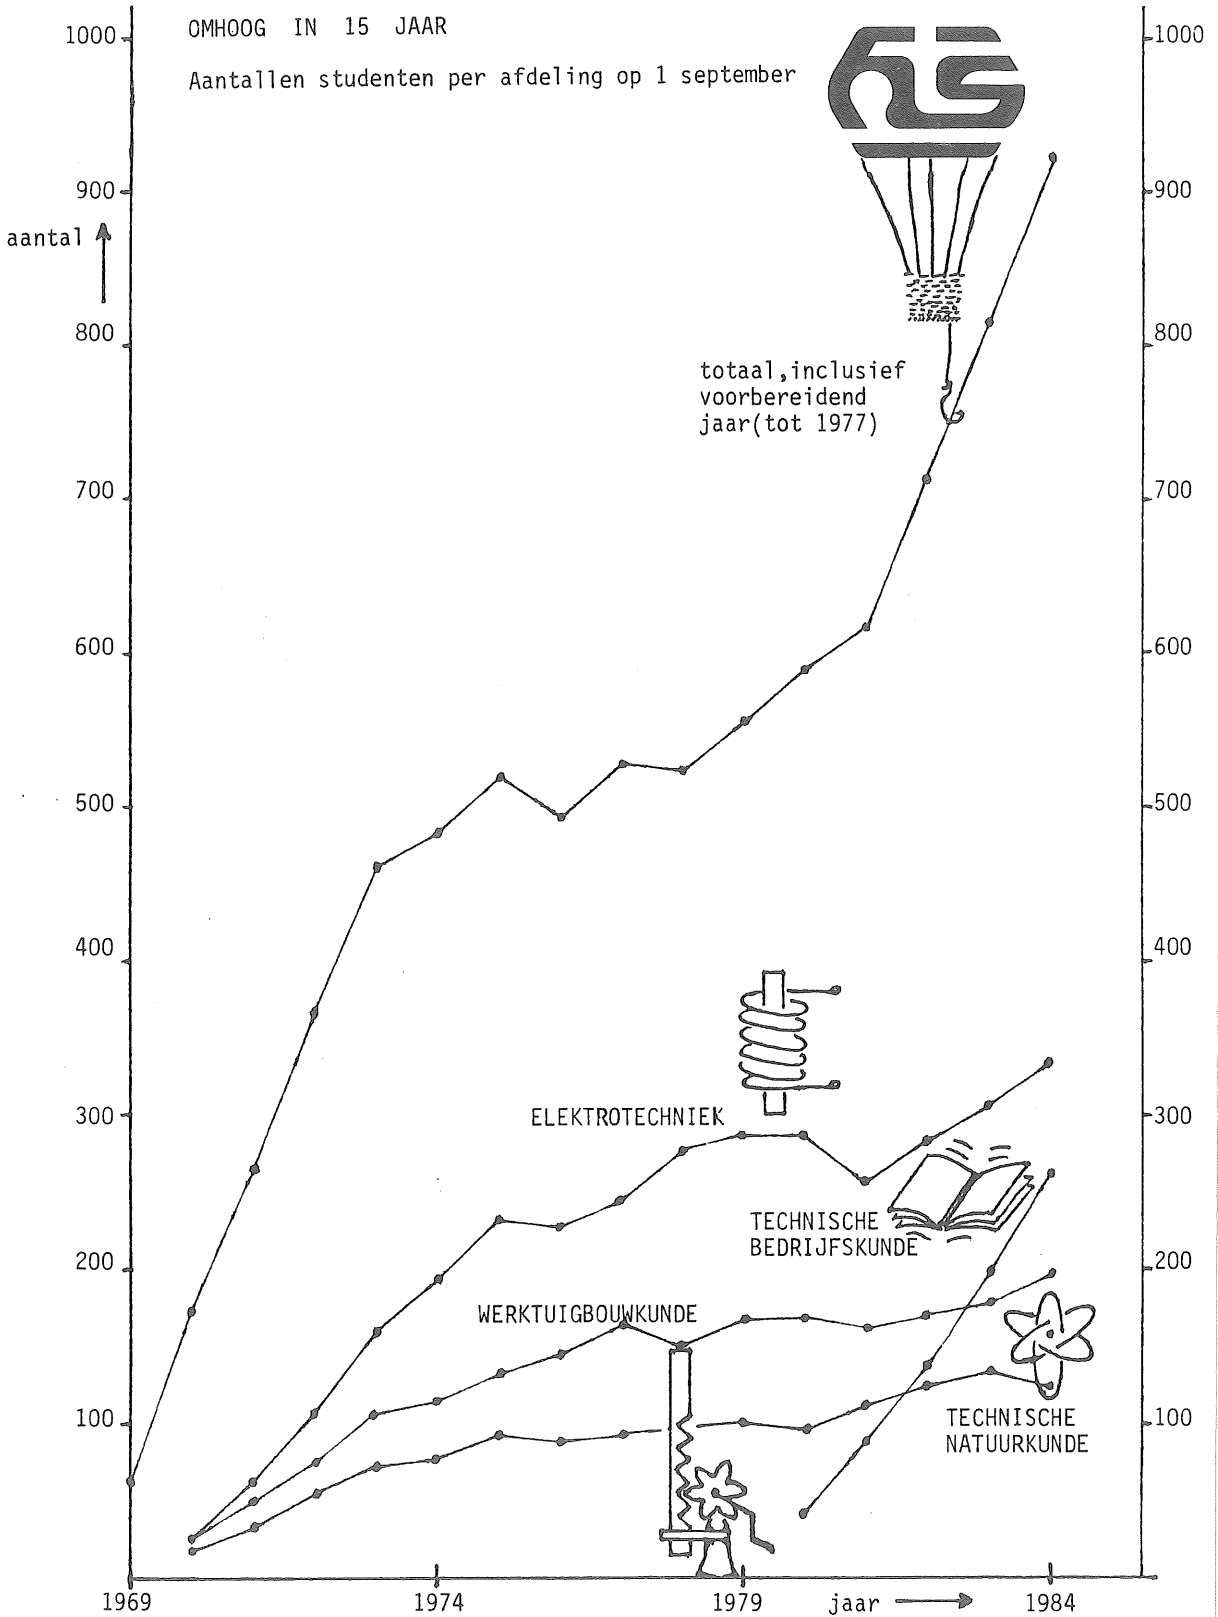 OMHOOG IN 15 JAAR
Aantallen studenten per afdeling op 1 september
HTS
1000
900
aantal
800
700
600
500
400
300
200
100
1000
900
800
700
600
500
400
300
200
100
totaal,inclusief
voorbereidend
jaar(tot 1977)
ELEKTROTECHNIEK
TECHNISCHE
BEDRIJFSKUNDE
WERKTUIGBOUWKUNDE
TECHNISCHE
NATUURKUNDE
1969
1974
1979
jaar
1984